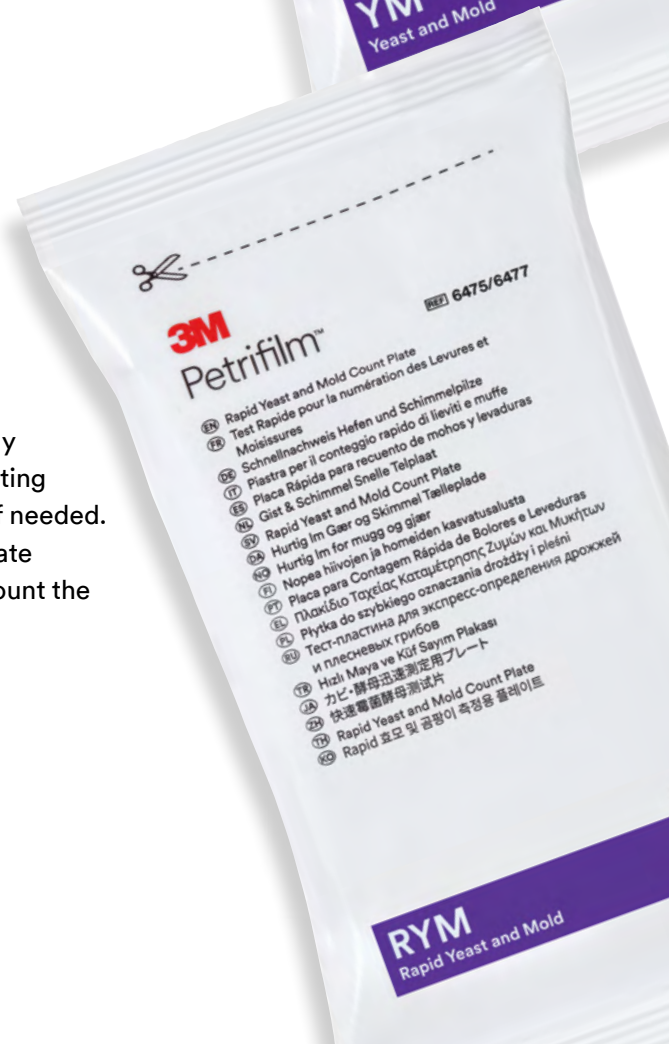 YM
Yeast and Mold
3M
Petrifilm™
REF 6475/6477
EN Rapid Yeast and Mold Count Plate
FR Test Rapide pour la numération des Levures et
Moisissures
DE Schnellnachweis Hefen und Schimmelpilze
IT Piastra per il conteggio rapido di lieviti e muffe
ES Placa Rápida para recuento de mohos y levaduras
NL Gist & Schimmel Snelle Telplaat
SV Rapid Yeast and Mold Count Plate
DA Hurtig Im Gær og Skimmel Tælleplade
NO Hurtig Im for mugg og gjær
FI Nopea hiivojen ja homeiden kasvatusalusta
PT Placa para Contagem Rápida de Bolores e Leveduras
EL Πλακίδιο Ταχείας Καταμέτρησης Ζυμών και Μυκήτων
PL Płytka do szybkiego oznaczania drożdży i pleśni
RU Тест-пластина для экспресс-определения дрожжей
и плесневых грибов
TR Hızlı Maya ve Küf Sayım Plakası
JA カビ・酵母迅速測定用プレート
ZH 快速霉菌酵母测试片
TH Rapid Yeast and Mold Count Plate
KO Rapid 효모 및 곰팡이 측정용 플레이트
y
ting
f needed.
ate
ount the
RYM
Rapid Yeast and Mold